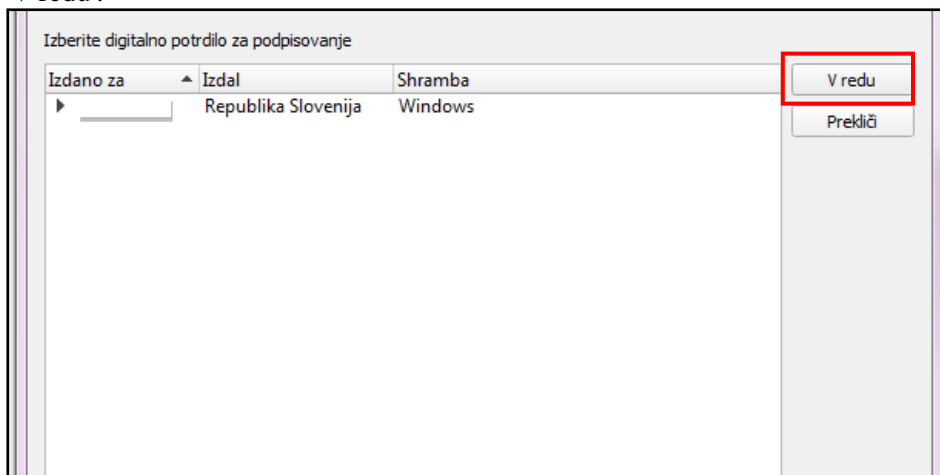 Izberite digitalno potrdilo za podpisovanje
Izdano za Izdal Shramba
Republika Slovenija Windows
V redu
Prekliči